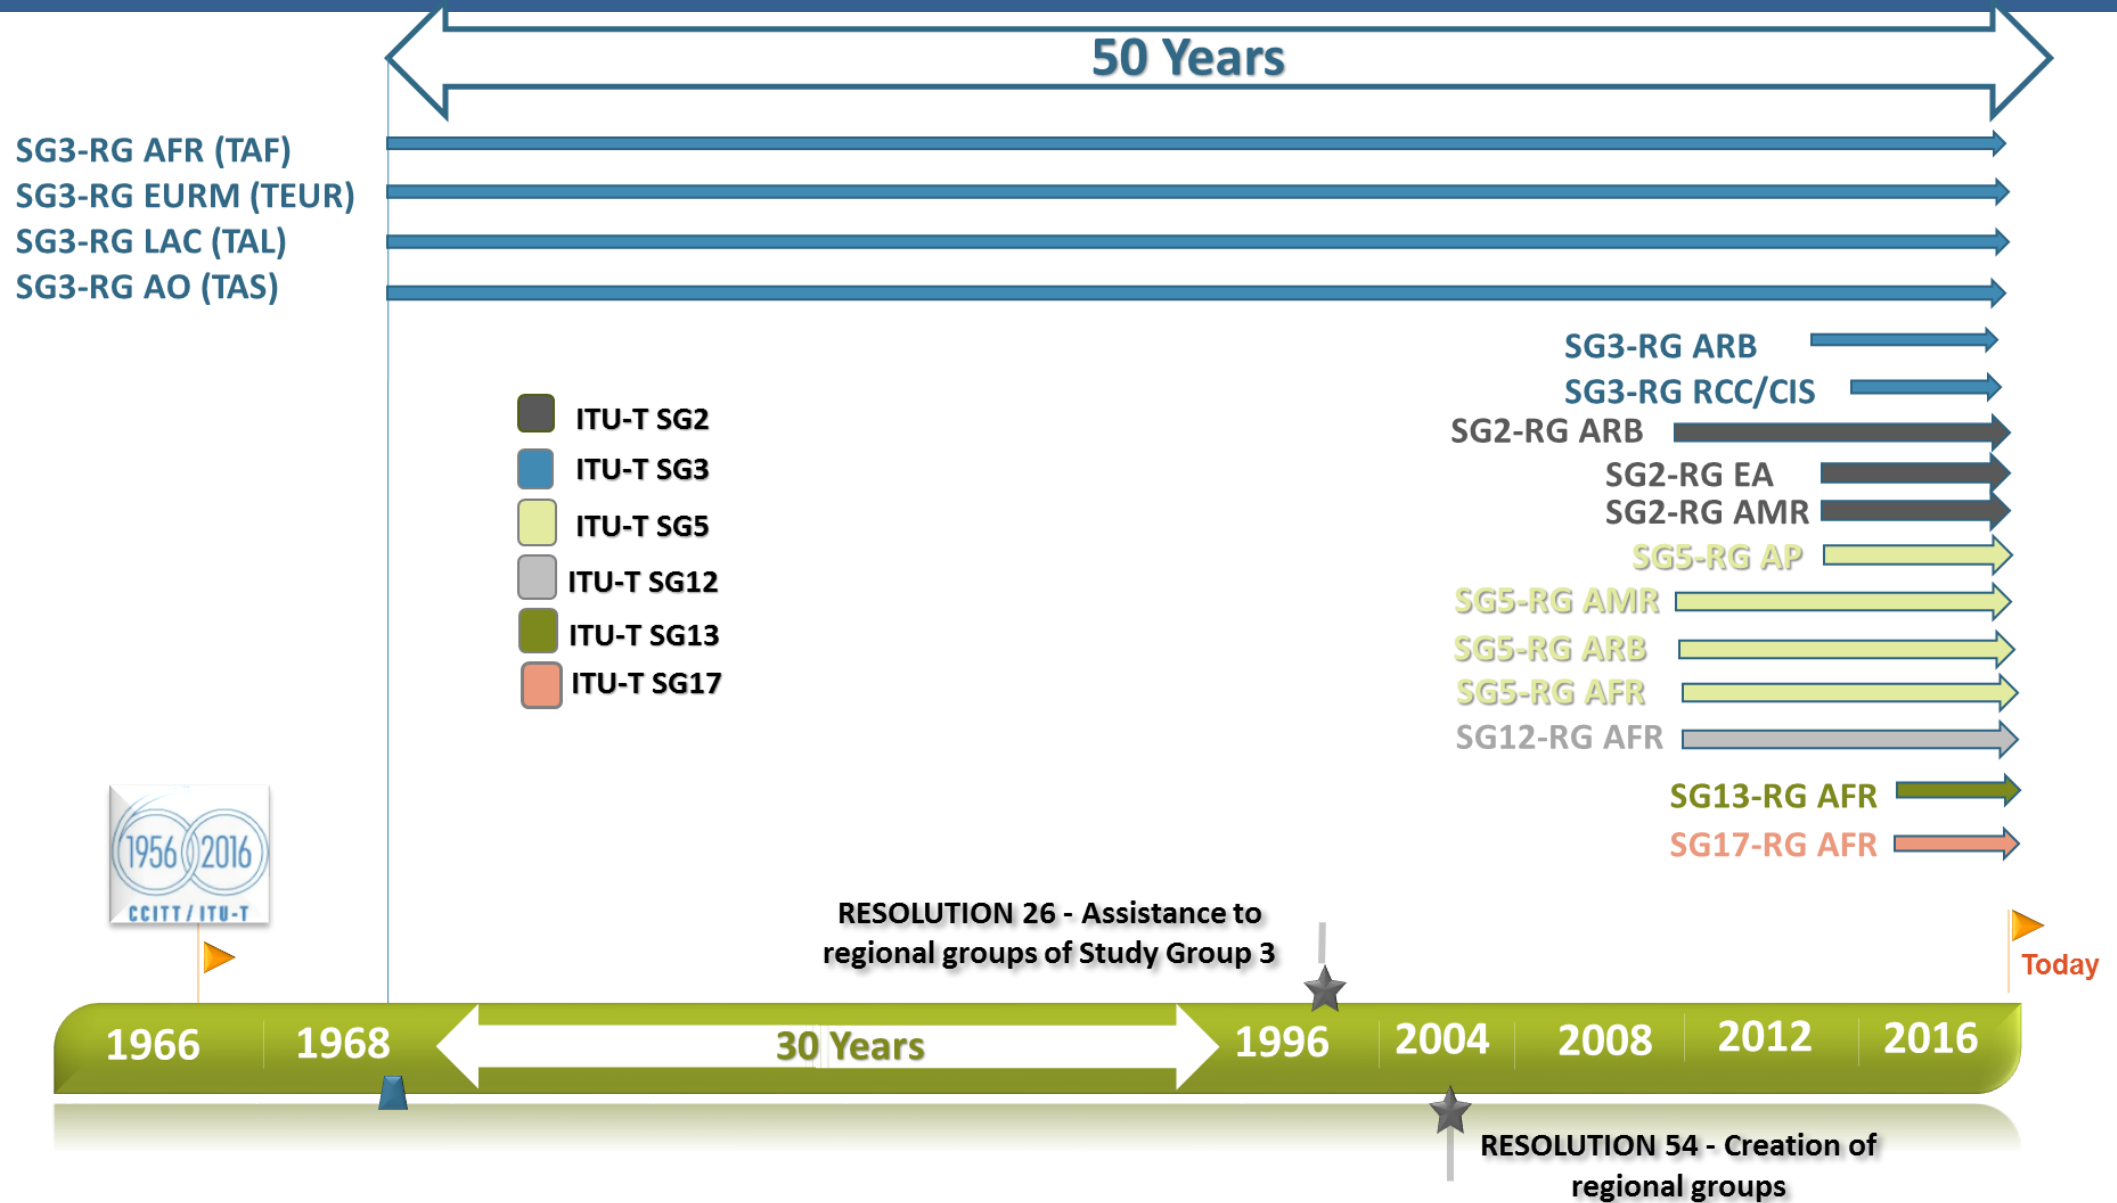 50 Years
SG3-RG AFR (TAF)
SG3-RG EURM (TEUR)
SG3-RG LAC (TAL)
SG3-RG AO (TAS)
SG3-RG ARB
SG3-RG RCC/CIS
SG2-RG ARB
SG2-RG EA
SG2-RG AMR
SG5-RG AP
SG5-RG AMR
SG5-RG ARB
SG5-RG AFR
SG12-RG AFR
SG13-RG AFR
SG17-RG AFR
ITU-T SG2
ITU-T SG3
ITU-T SG5
ITU-T SG12
ITU-T SG13
ITU-T SG17
1956 2016
CCITT / ITU-T
RESOLUTION 26 - Assistance to
regional groups of Study Group 3
Today
1966 1968 30 Years 1996 2004 2008 2012 2016
RESOLUTION 54 - Creation of
regional groups